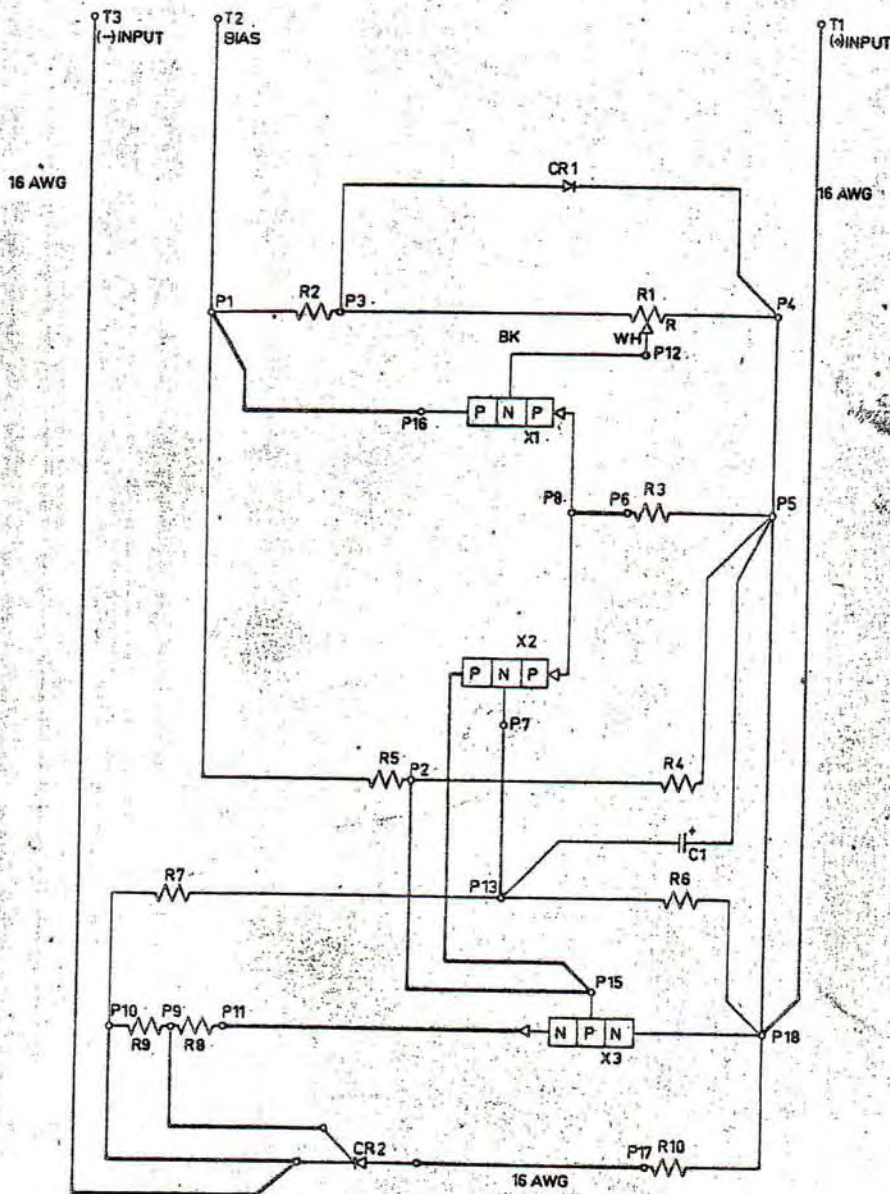 T3 T2 T1
(-)INPUT BIAS (+)INPUT
CR1
16 AWG 16 AWG
P1 R2 P3 R1 P4
R
BK WH P12
P N P
P16 X1
P8 P6 R3 P5
X2
P N P
P7
R5 P2 R4
+
C1
R7 P13 R6
P15
P10 P9 P11
N P N
R9 R8 X3 P18
CR2 P17 R10
16 AWG